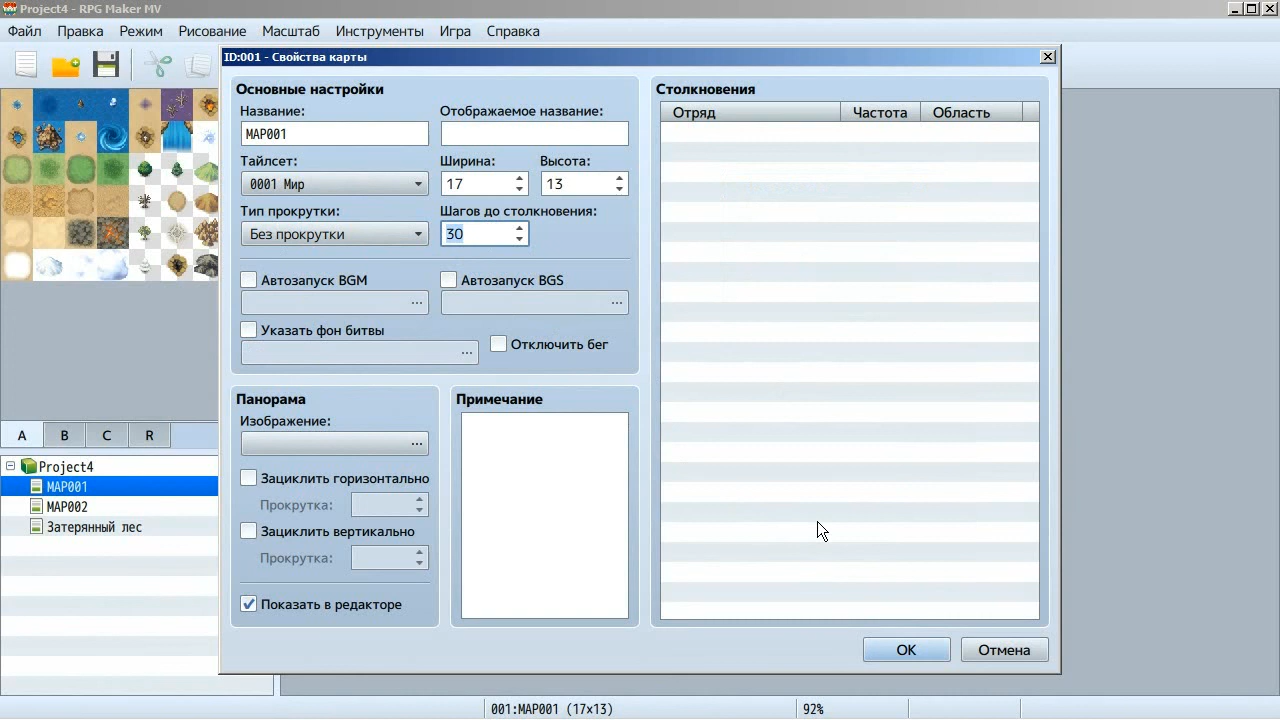 Project4 - RPG Maker MV
Файл Правка Режим Рисование Масштаб Инструменты Игра Справка
ID:001 - Свойства карты
Основные настройки
Название: Отображаемое название:
MAP001
Тайлсет: Ширина: Высота:
0001 Мир 17 13
Тип прокрутки: Шагов до столкновения:
Без прокрутки 30
Автозапуск BGM Автозапуск BGS
... ...
Указать фон битвы
... Отключить бег
Панорама
Изображение:
...
Зациклить горизонтально
Прокрутка:
Зациклить вертикально
Прокрутка:
Показать в редакторе
Примечание
Столкновения
Отряд Частота Область
OK Отмена
A B C R
Project4
MAP001
MAP002
Затерянный лес
001:MAP001 (17x13) 92%